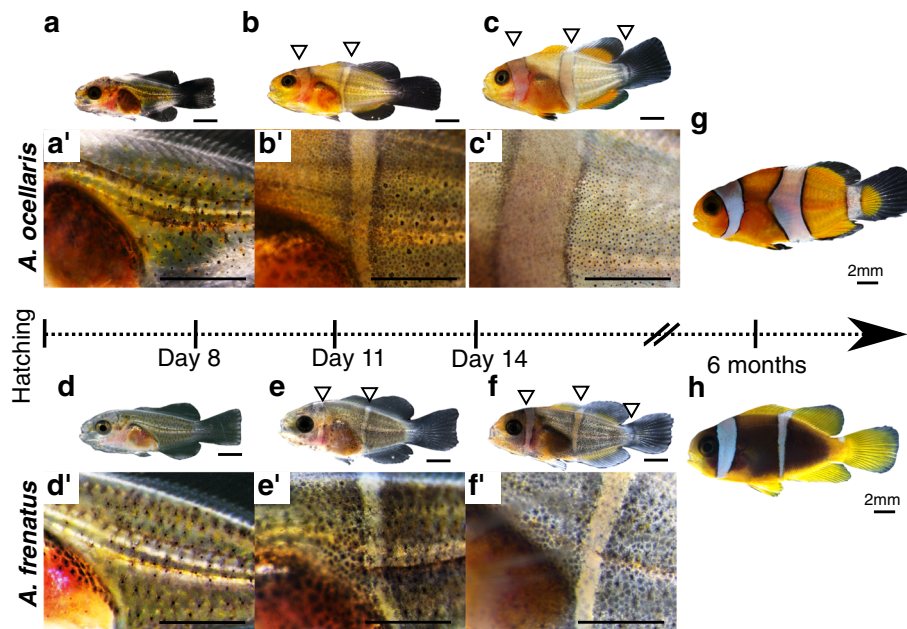 a
b
c
a'
b'
c'
A. ocellaris
g
2mm
Hatching
Day 8
Day 11
Day 14
6 months
d
e
f
h
d'
e'
f'
A. frenatus
2mm